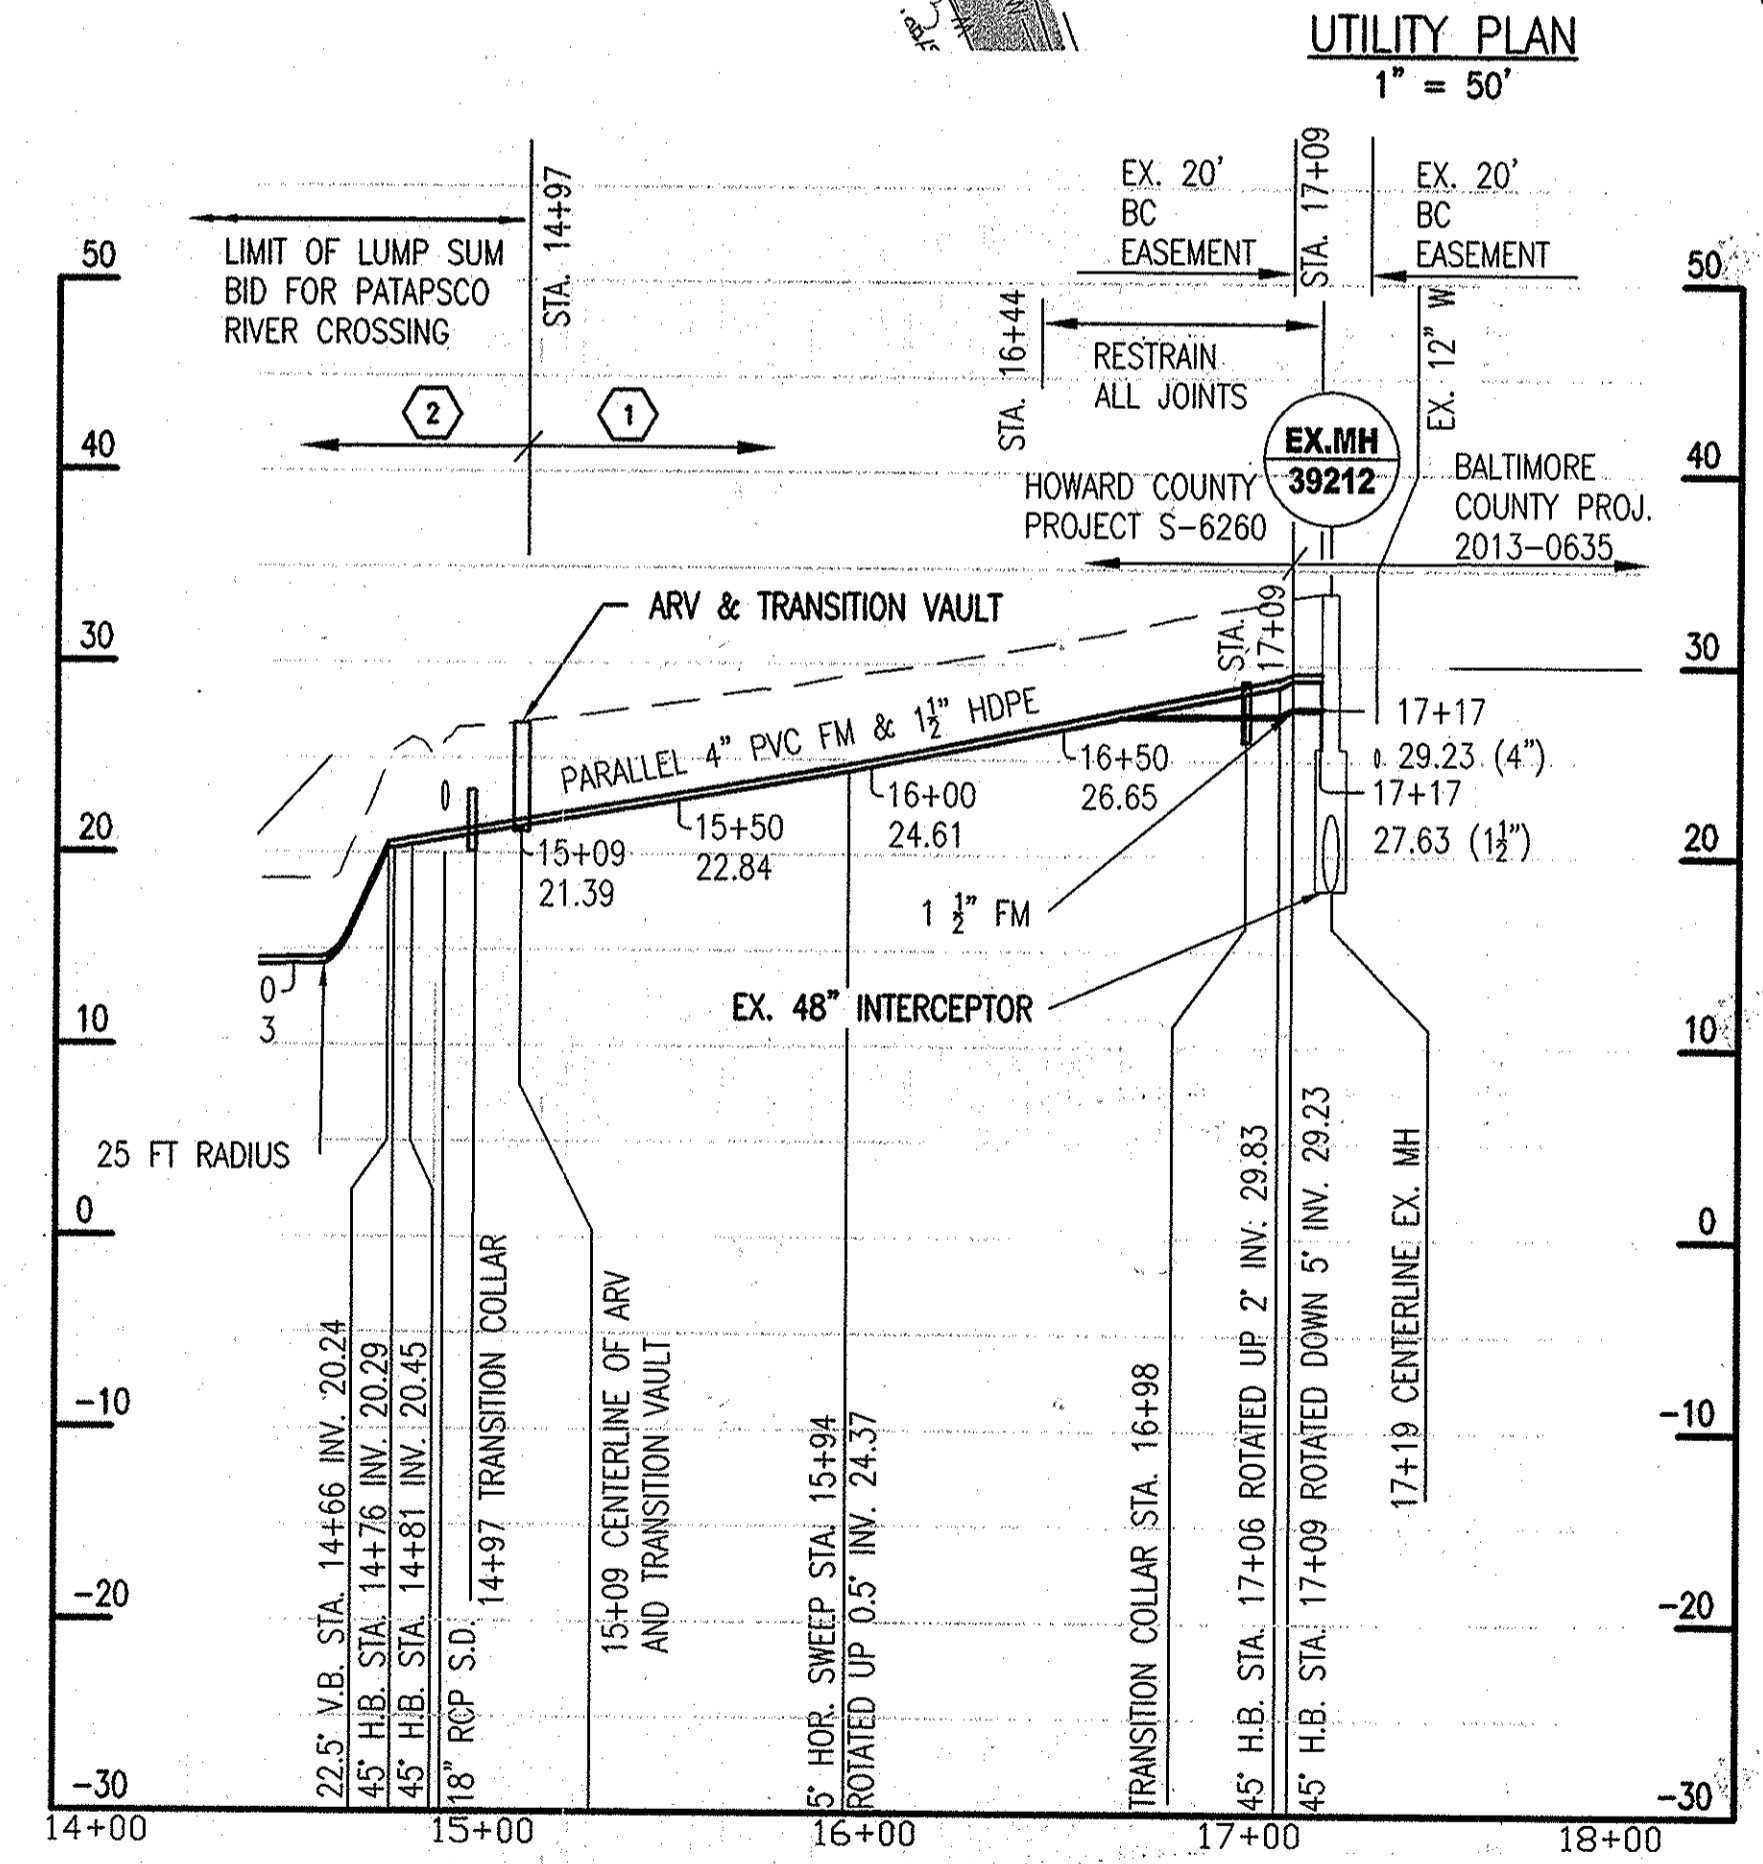 UTILITY PLAN
1" = 50'
LIMIT OF LUMP SUM
BID FOR PATAPSCO
RIVER CROSSING
STA. 14+97
2
1
EX. 20'
BC
EASEMENT
STA. 17+09
EX. 20'
BC
EASEMENT
STA. 16+44
RESTRAIN
ALL JOINTS
EX. 12" W
EX.MH
39212
HOWARD COUNTY
PROJECT S-6260
BALTIMORE
COUNTY PROJ.
2013-0635
ARV & TRANSITION VAULT
STA.
17+09
PARALLEL 4" PVC FM & 1½" HDPE
17+17
29.23 (4")
17+17
27.63 (1½")
16+50
26.65
16+00
24.61
15+50
22.84
15+09
21.39
1 ½" FM
EX. 48" INTERCEPTOR
0
3
25 FT RADIUS
22.5° V.B. STA. 14+66 INV. 20.24
45° H.B. STA. 14+76 INV. 20.29
45° H.B. STA. 14+81 INV. 20.45
18" RCP S.D.
14+97 TRANSITION COLLAR
15+09 CENTERLINE OF ARV
AND TRANSITION VAULT
5° HOR. SWEEP STA. 15+94
ROTATED UP 0.5° INV. 24.37
TRANSITION COLLAR STA. 16+98
45° H.B. STA. 17+06 ROTATED UP 2° INV. 29.83
45° H.B. STA. 17+09 ROTATED DOWN 5° INV. 29.23
17+19 CENTERLINE EX. MH
50
40
30
20
10
0
-10
-20
-30
50
40
30
20
10
0
-10
-20
-30
14+00
15+00
16+00
17+00
18+00